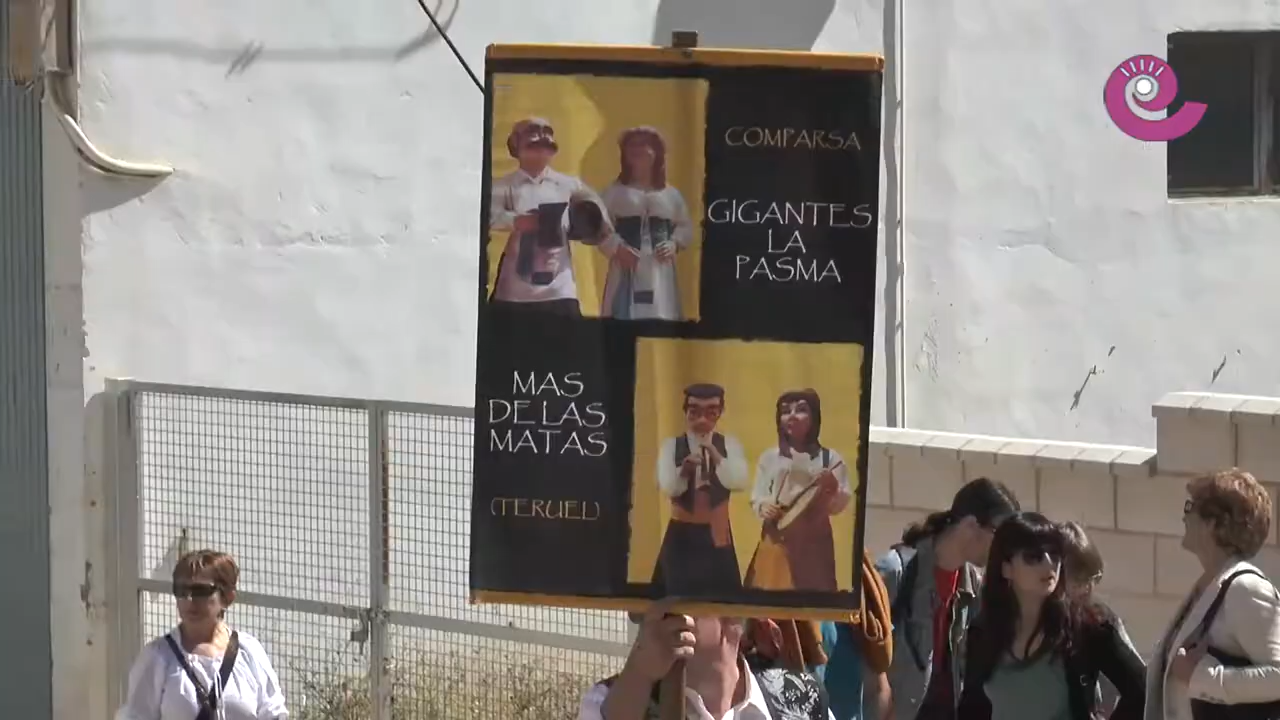 COMPARSA
GIGANTES
LA
PASMA
MAS
DE LAS
MATAS
(TERUEL)